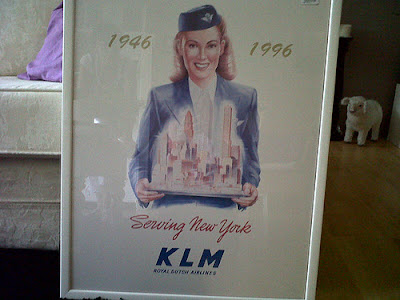 1946
1996
Serving New York
KLM
ROYAL DUTCH AIRLINES